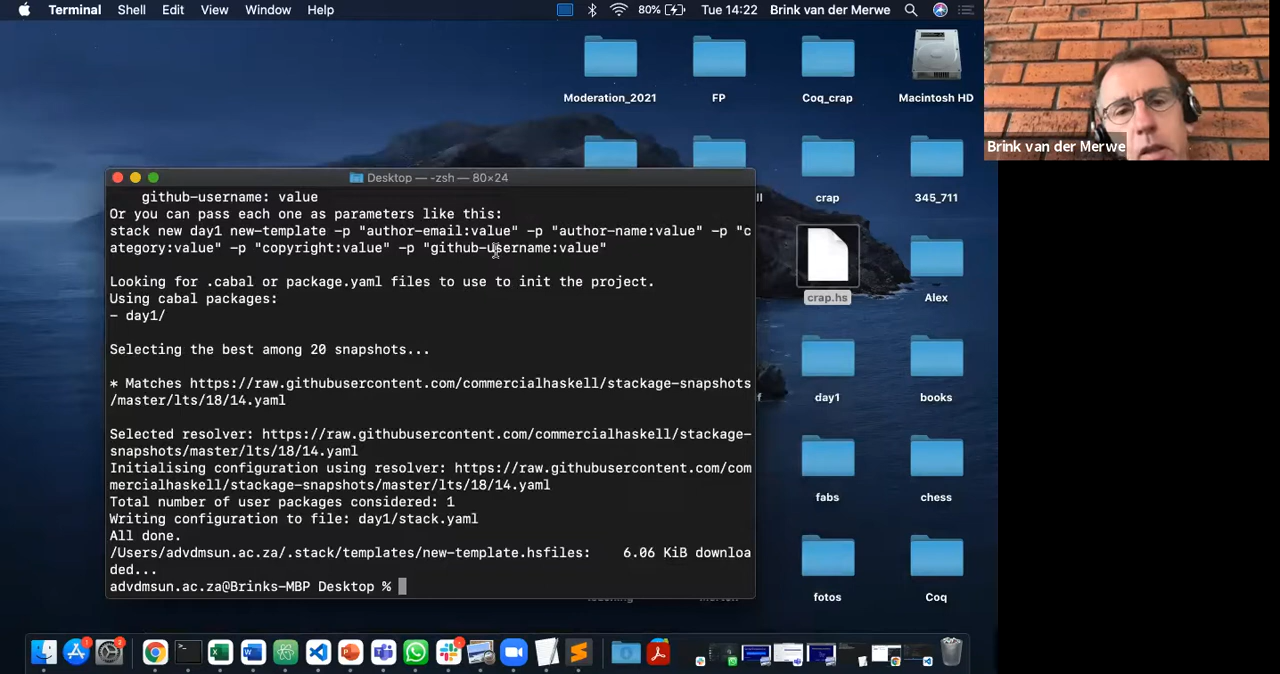 Terminal Shell Edit View Window Help 80% Tue 14:22 Brink van der Merwe
Moderation_2021 FP Coq_crap Macintosh HD
Brink van der Merwe
Desktop — -zsh — 80×24
crap 345_711
github-username: value
Or you can pass each one as parameters like this:
stack new day1 new-template -p "author-email:value" -p "author-name:value" -p "c
ategory:value" -p "copyright:value" -p "github-username:value"
Looking for .cabal or package.yaml files to use to init the project.
Using cabal packages:
- day1/
crap.hs Alex
Selecting the best among 20 snapshots...
* Matches https://raw.githubusercontent.com/commercialhaskell/stackage-snapshots
/master/lts/18/14.yaml
day1 books
Selected resolver: https://raw.githubusercontent.com/commercialhaskell/stackage-
snapshots/master/lts/18/14.yaml
Initialising configuration using resolver: https://raw.githubusercontent.com/com
mercialhaskell/stackage-snapshots/master/lts/18/14.yaml
fabs chess
Total number of user packages considered: 1
Writing configuration to file: day1/stack.yaml
All done.
/Users/advdmsun.ac.za/.stack/templates/new-template.hsfiles: 6.06 KiB downloa
ded...
advdmsun.ac.za@Brinks-MBP Desktop %
fotos Coq